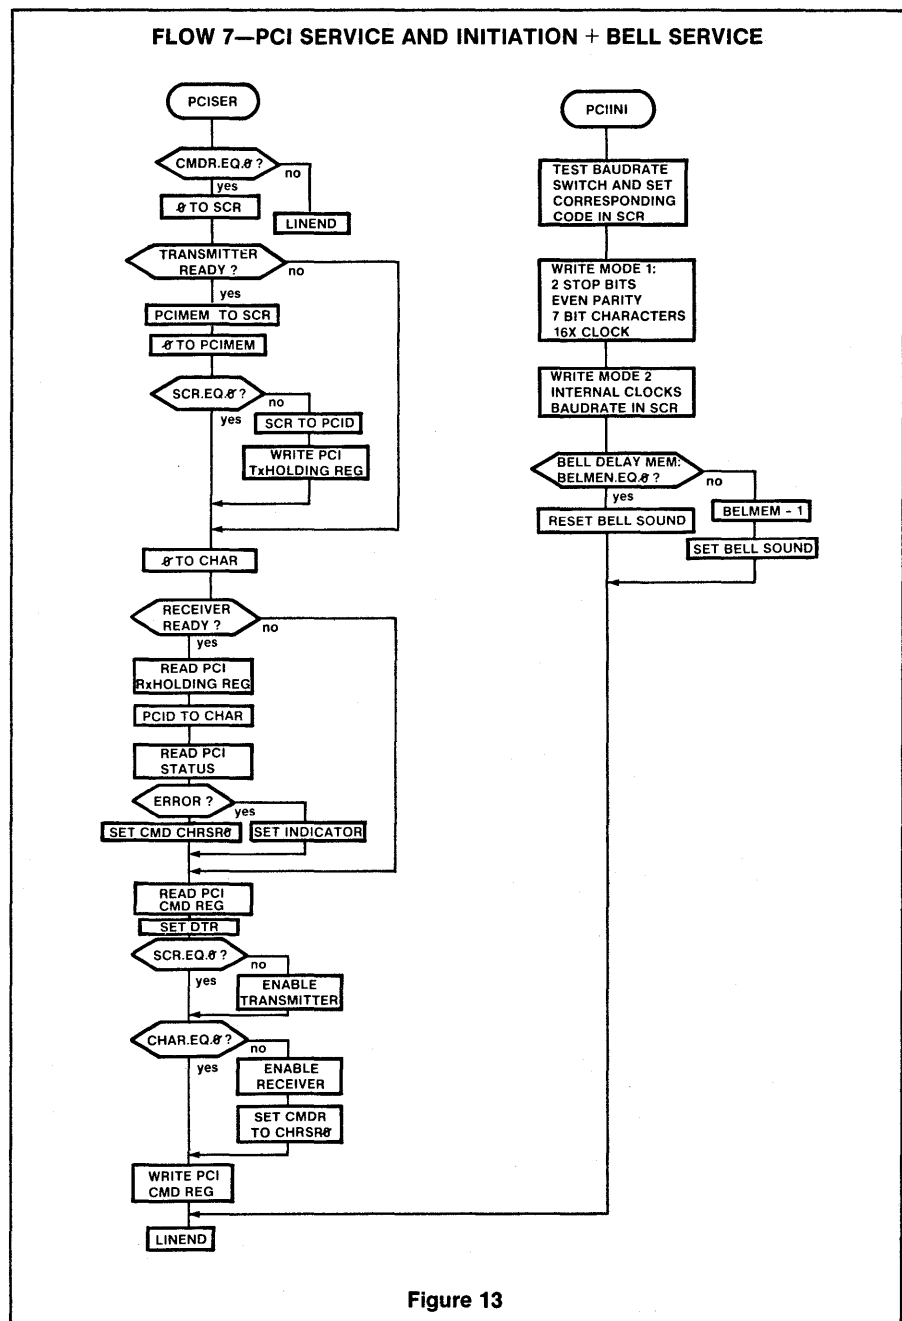 FLOW 7—PCI SERVICE AND INITIATION + BELL SERVICE
PCISER
CMDR.EQ.0̸ ?
no
yes
0̸ TO SCR
LINEND
TRANSMITTER
READY ?
no
yes
PCIMEM TO SCR
0̸ TO PCIMEM
SCR.EQ.0̸ ?
no
yes
SCR TO PCID
WRITE PCI
TxHOLDING REG
0̸ TO CHAR
RECEIVER
READY ?
no
yes
READ PCI
RxHOLDING REG
PCID TO CHAR
READ PCI
STATUS
ERROR ?
yes
SET CMD CHRSR0̸
SET INDICATOR
READ PCI
CMD REG
SET DTR
SCR.EQ.0̸ ?
no
yes
ENABLE
TRANSMITTER
CHAR.EQ.0̸ ?
no
yes
ENABLE
RECEIVER
SET CMDR
TO CHRSR0̸
WRITE PCI
CMD REG
LINEND
PCIINI
TEST BAUDRATE
SWITCH AND SET
CORRESPONDING
CODE IN SCR
WRITE MODE 1:
2 STOP BITS
EVEN PARITY
7 BIT CHARACTERS
16X CLOCK
WRITE MODE 2
INTERNAL CLOCKS
BAUDRATE IN SCR
BELL DELAY MEM:
BELMEN.EQ.0̸ ?
no
yes
RESET BELL SOUND
BELMEM - 1
SET BELL SOUND
Figure 13